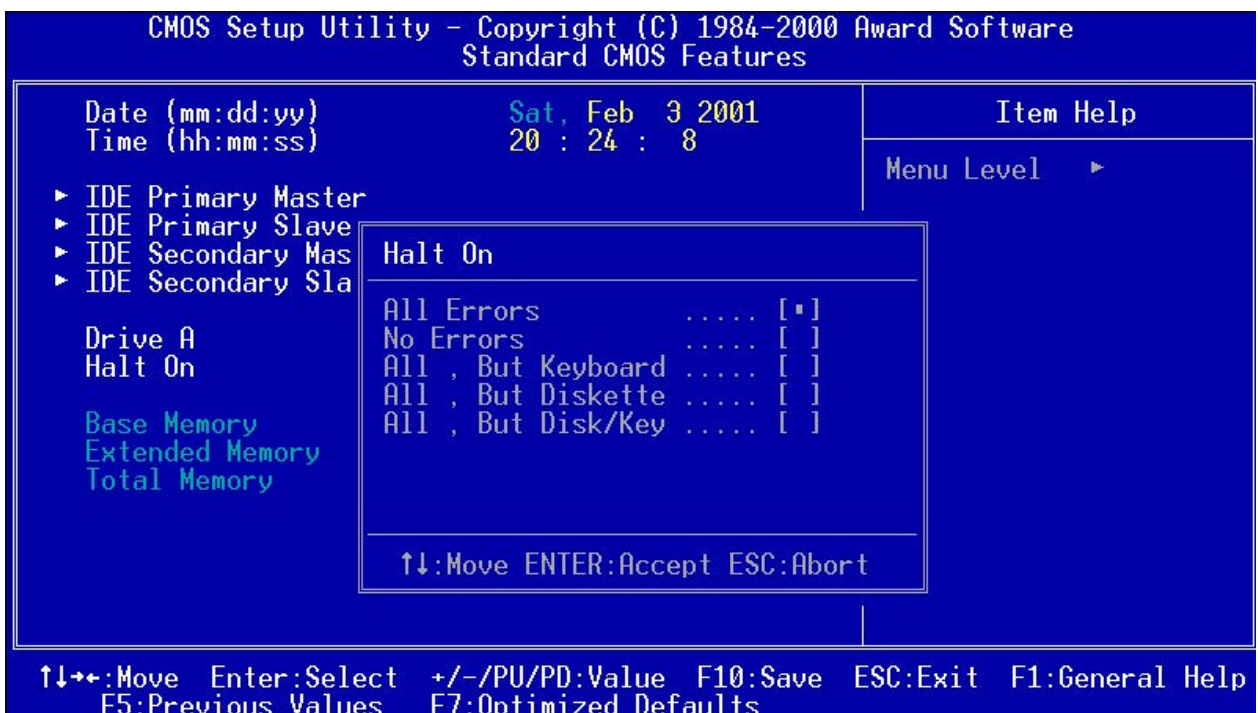 CMOS Setup Utility - Copyright (C) 1984-2000 Award Software
Standard CMOS Features
Date (mm:dd:yy) Sat, Feb 3 2001
Time (hh:mm:ss) 20 : 24 : 8
► IDE Primary Master
► IDE Primary Slave
► IDE Secondary Mas
► IDE Secondary Sla
Drive A
Halt On
Base Memory
Extended Memory
Total Memory
Halt On
All Errors ..... [▪]
No Errors ..... [ ]
All , But Keyboard ..... [ ]
All , But Diskette ..... [ ]
All , But Disk/Key ..... [ ]
↑↓:Move ENTER:Accept ESC:Abort
Item Help
Menu Level ►
↑↓→←:Move Enter:Select +/-/PU/PD:Value F10:Save ESC:Exit F1:General Help
F5:Previous Values F7:Optimized Defaults